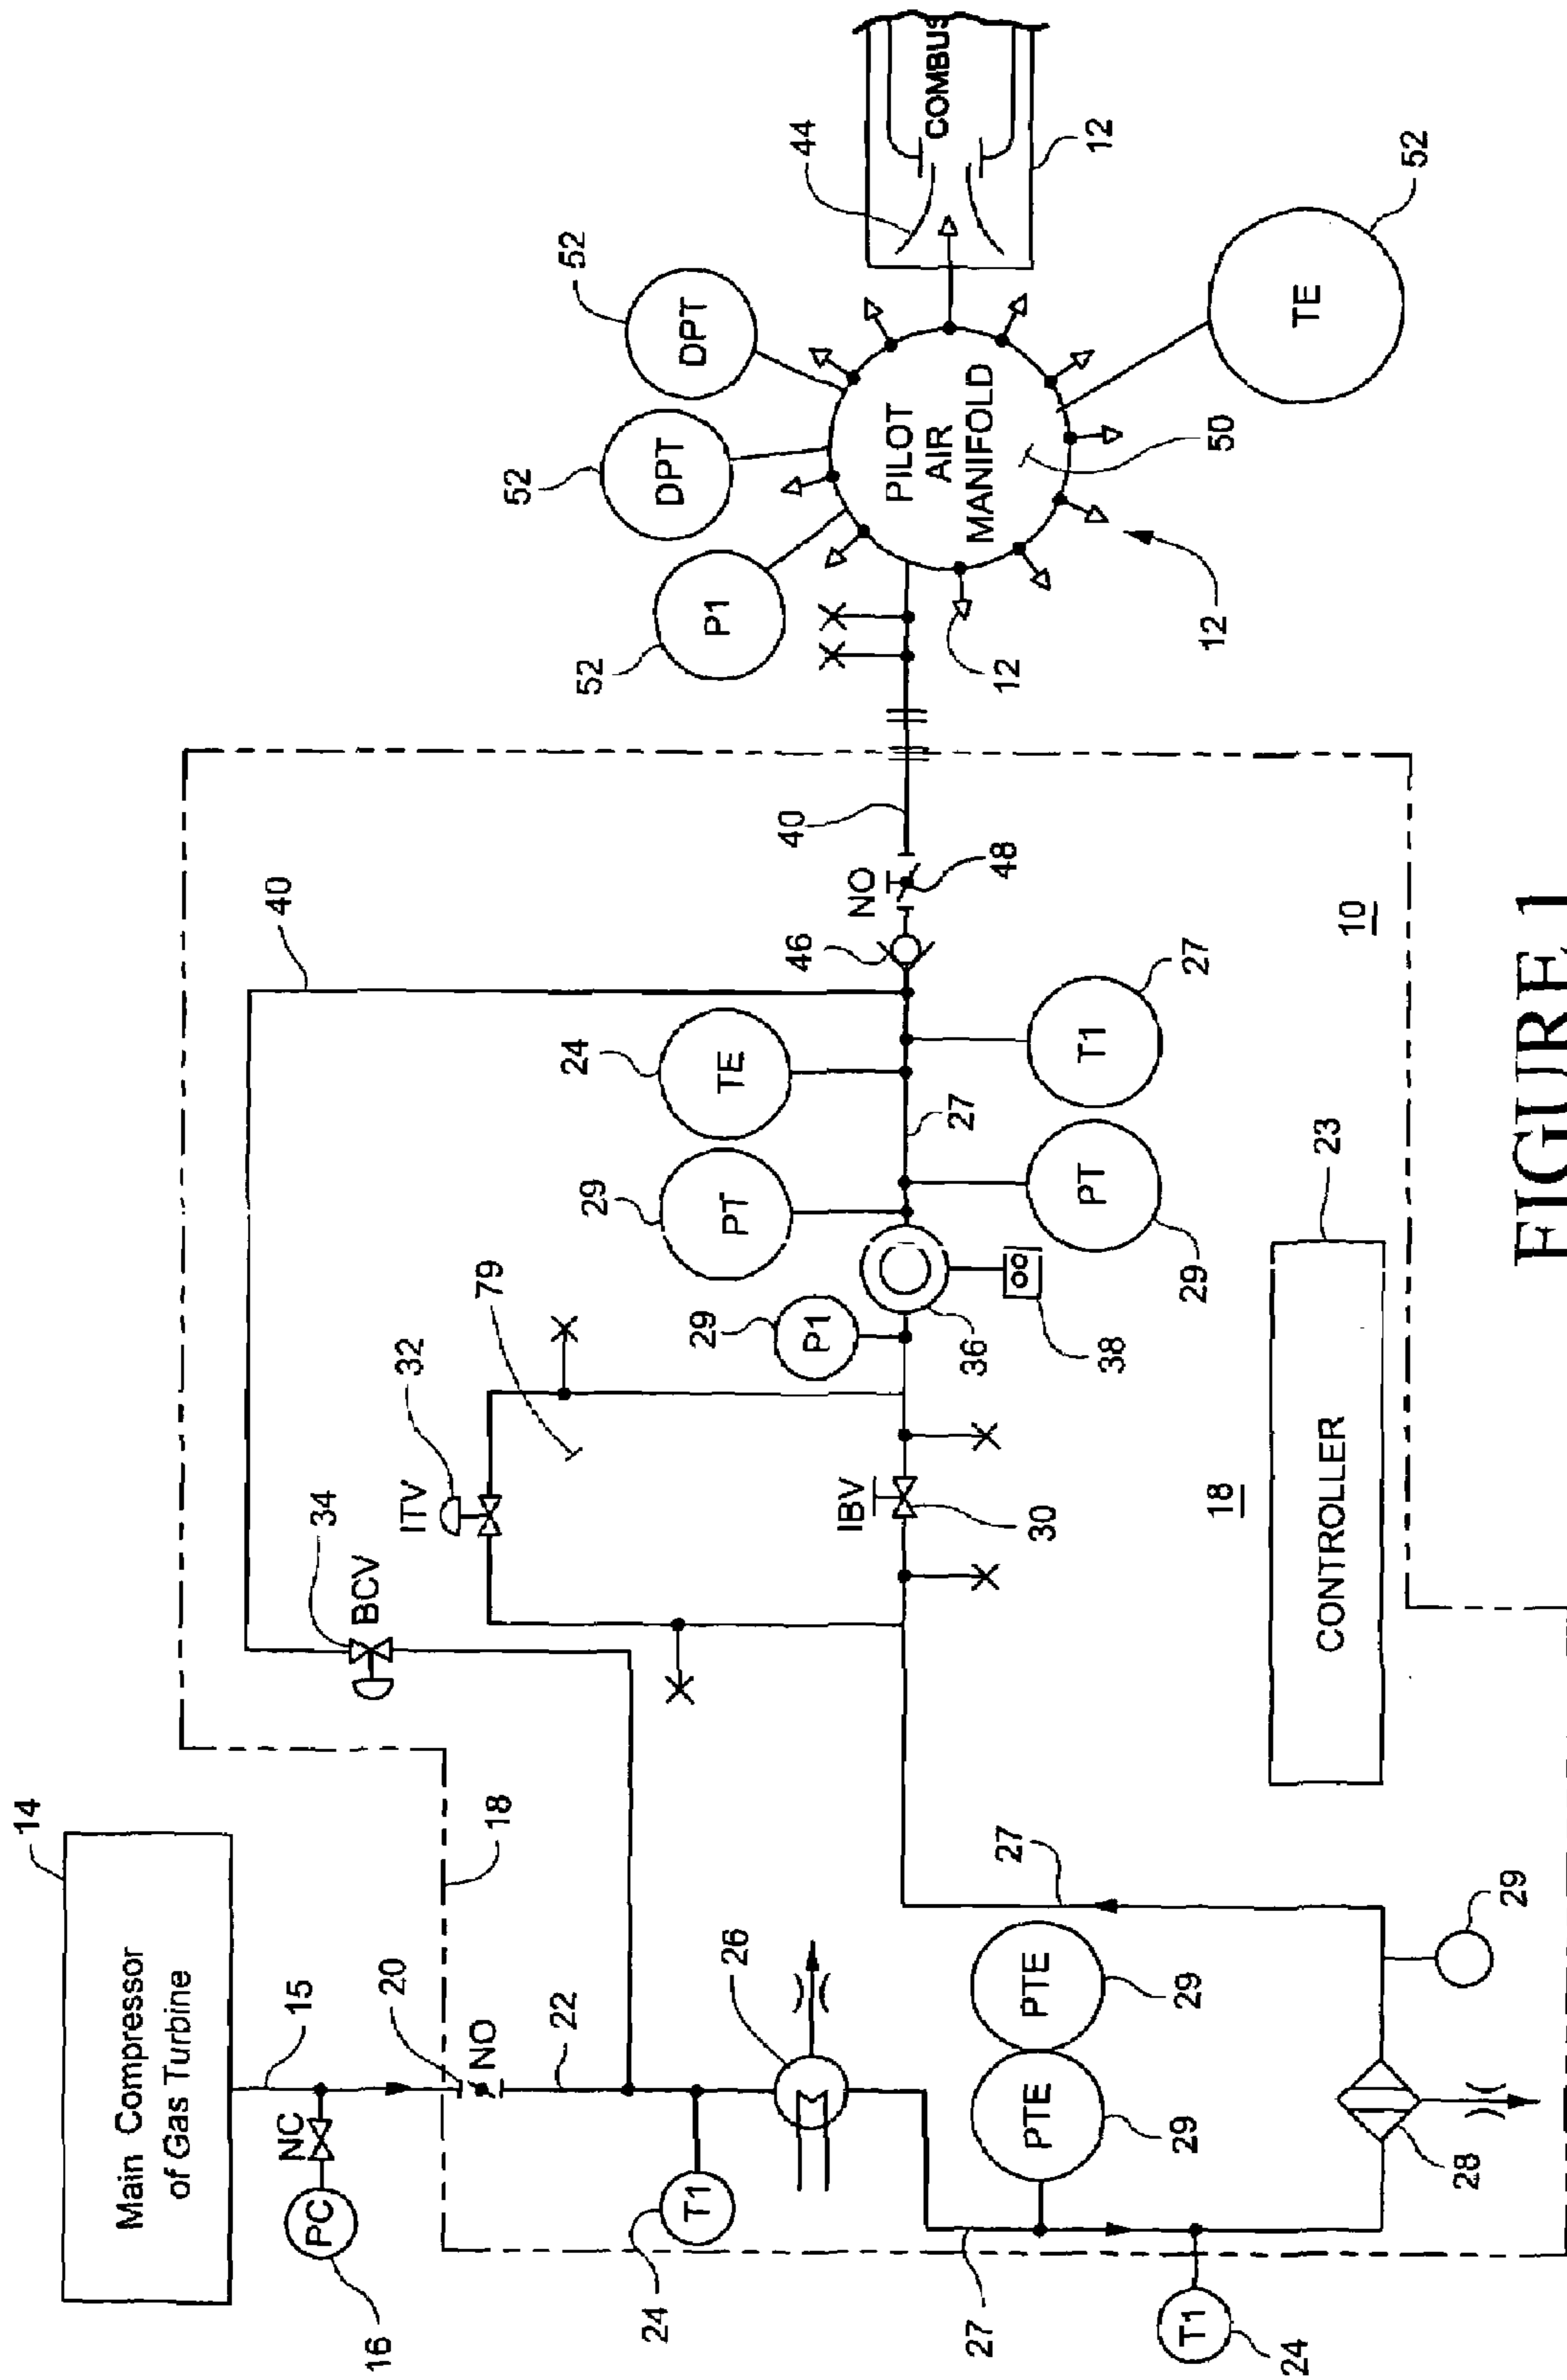 14
Main Compressor
of Gas Turbine
15
PC
NC
16
20
NO
18
22
24
T1
26
27
PTE
29
PTE
29
T1
24
28
29
27
34
BCV
40
32
ITV
79
IBV
30
29
P1
36
38
29
PT
24
TE
27
PT
29
T1
27
46
NO
48
40
18
CONTROLLER
23
10
52
P1
52
DPT
52
DPT
PILOT
AIR
MANIFOLD
50
12
12
TE
52
44
COMBUS
12
FIGURE 1